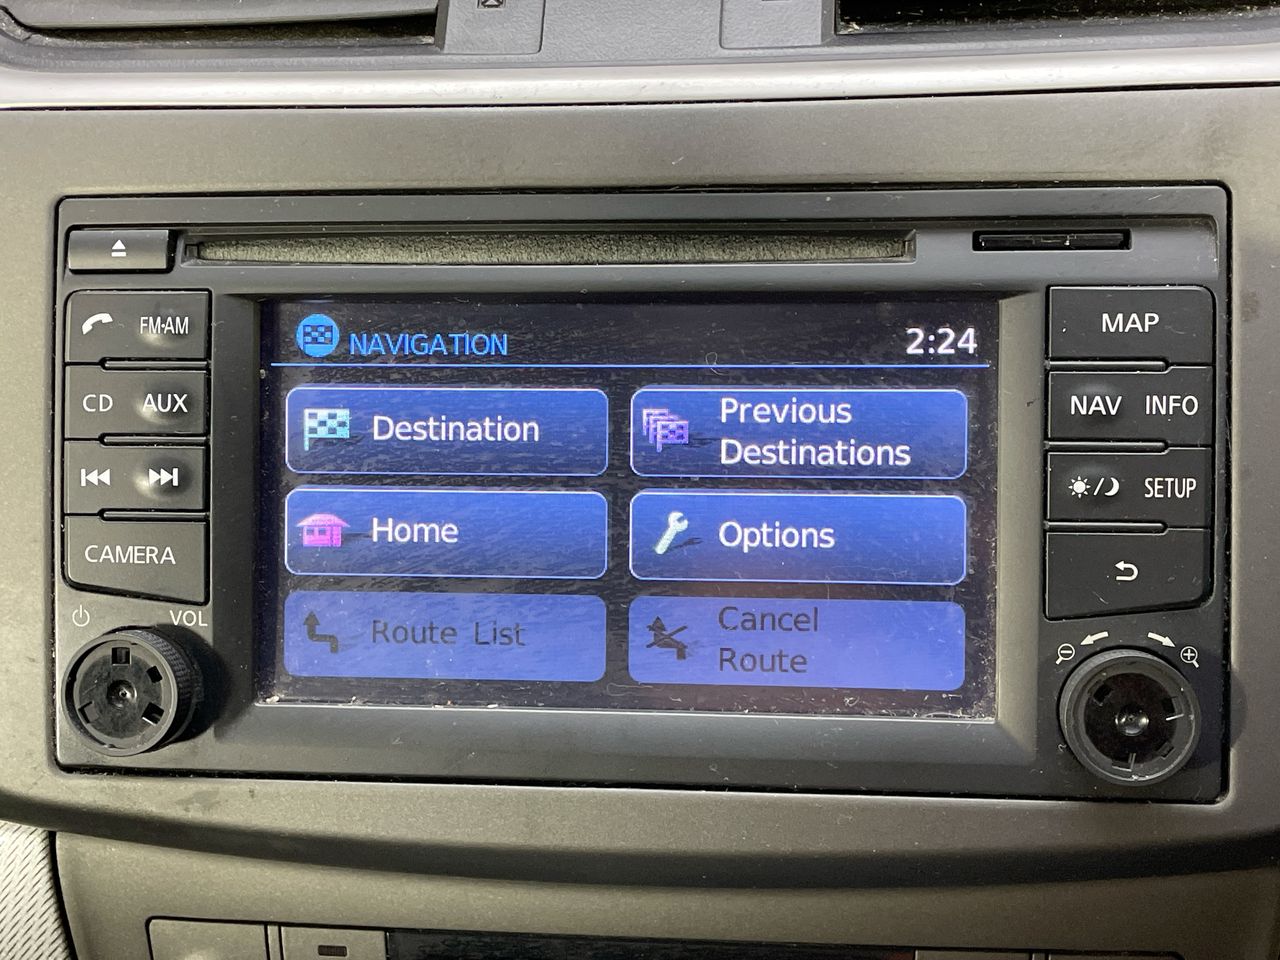 FM·AM
CD AUX
CAMERA
VOL
NAVIGATION 2:24
Destination
Previous
Destinations
Home
Options
Route List
Cancel
Route
MAP
NAV INFO
SETUP